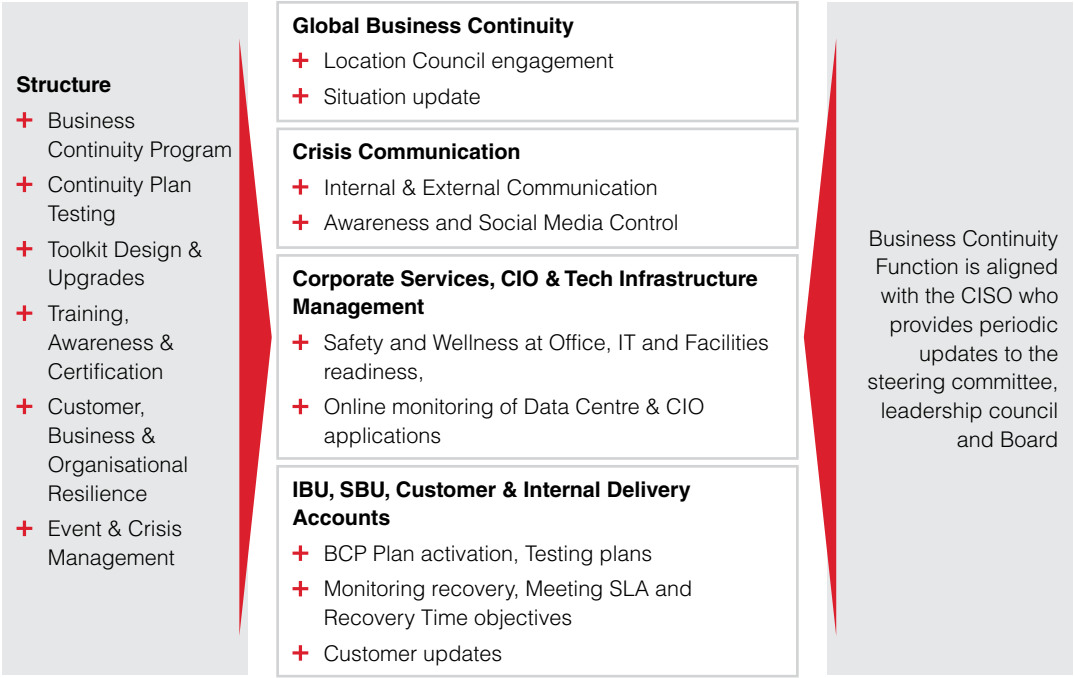 Structure
+ Business
Continuity Program
+ Continuity Plan
Testing
+ Toolkit Design &
Upgrades
+ Training,
Awareness &
Certification
+ Customer,
Business &
Organisational
Resilience
+ Event & Crisis
Management
Global Business Continuity
+ Location Council engagement
+ Situation update
Crisis Communication
+ Internal & External Communication
+ Awareness and Social Media Control
Corporate Services, CIO & Tech Infrastructure
Management
+ Safety and Wellness at Office, IT and Facilities
readiness,
+ Online monitoring of Data Centre & CIO
applications
IBU, SBU, Customer & Internal Delivery
Accounts
+ BCP Plan activation, Testing plans
+ Monitoring recovery, Meeting SLA and
Recovery Time objectives
+ Customer updates
Business Continuity
Function is aligned
with the CISO who
provides periodic
updates to the
steering committee,
leadership council
and Board